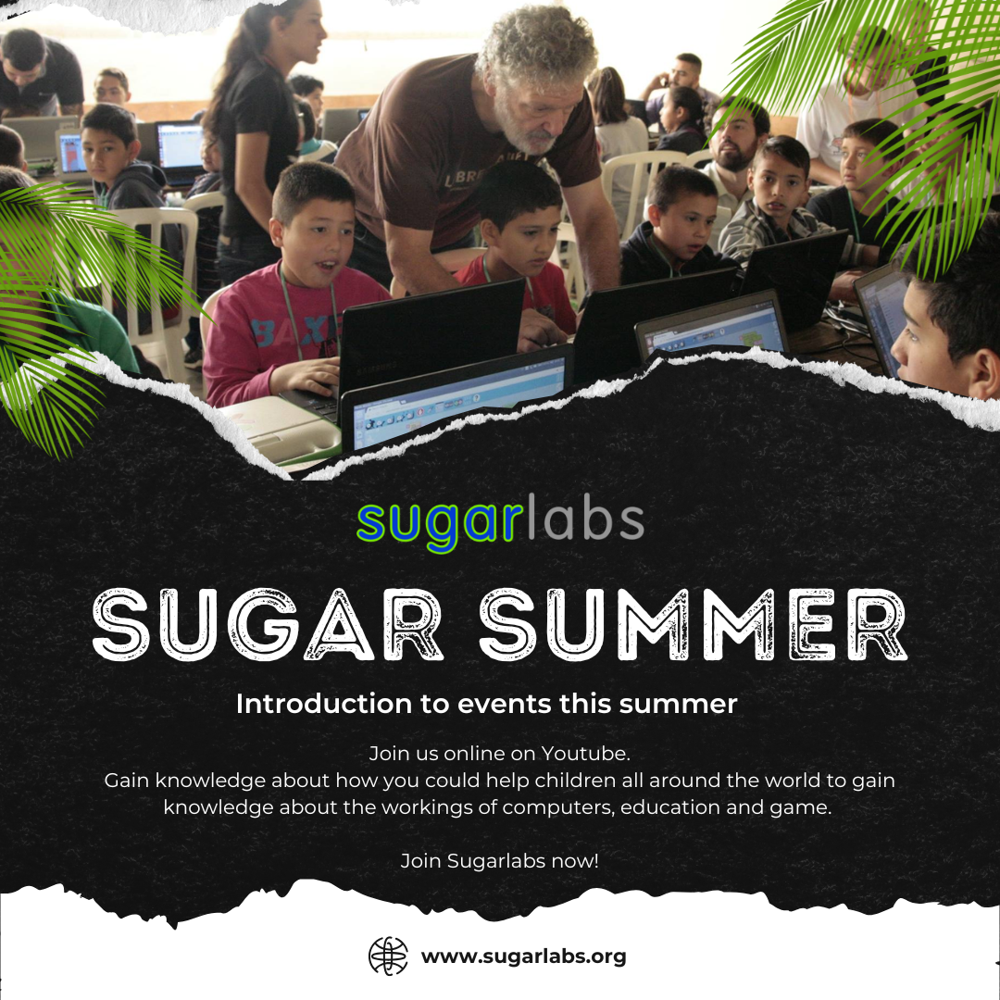 sugarlabs
SUGAR SUMMER
Introduction to events this summer
Join us online on Youtube.
Gain knowledge about how you could help children all around the world to gain
knowledge about the workings of computers, education and game.
Join Sugarlabs now!
www.sugarlabs.org